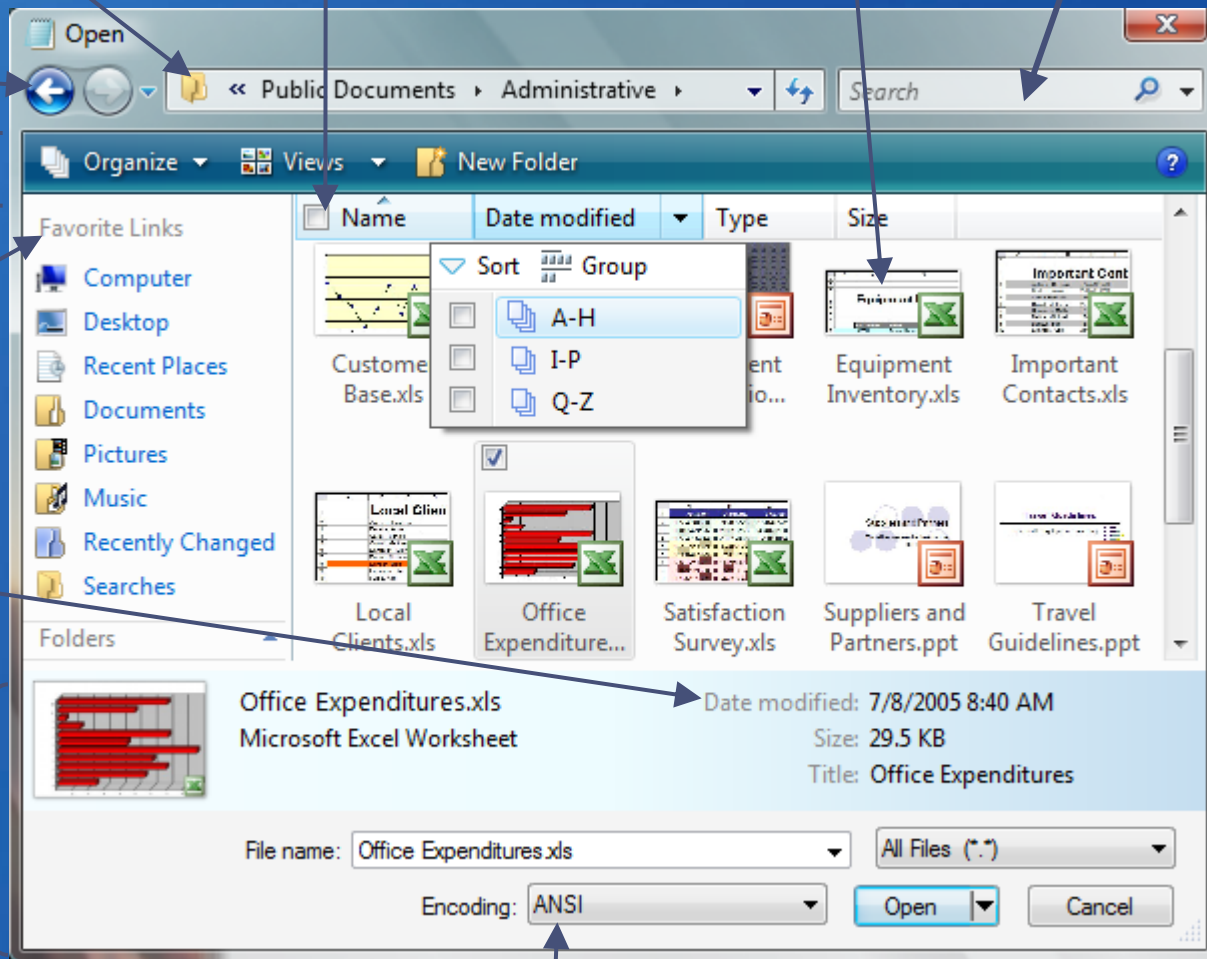 Open
« Public Documents ▸ Administrative ▸
Search
Organize Views New Folder
Favorite Links
Computer
Desktop
Recent Places
Documents
Pictures
Music
Recently Changed
Searches
Folders
Name Date modified Type Size
Sort Group
A-H
I-P
Q-Z
Base.xls
Equipment
Inventory.xls
Important Cont
Important
Contacts.xls
Local Clien
Local
Clients.xls
Office
Expenditure...
Satisfaction
Survey.xls
Suppliers and
Partners.ppt
Travel
Guidelines.ppt
Office Expenditures.xls
Microsoft Excel Worksheet
Date modified: 7/8/2005 8:40 AM
Size: 29.5 KB
Title: Office Expenditures
File name: Office Expenditures.xls
All Files (*.*)
Encoding: ANSI
Open Cancel